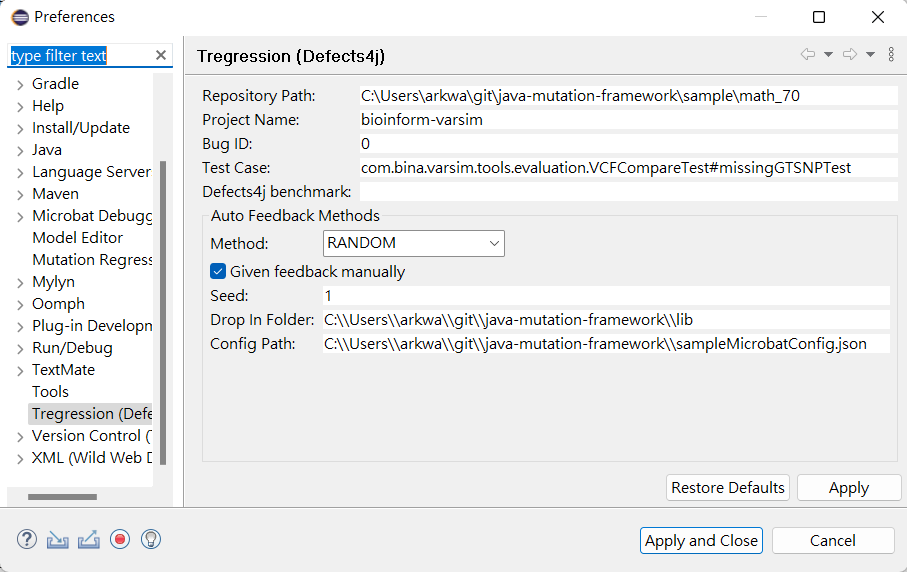 Preferences
type filter text
Gradle
Help
Install/Update
Java
Language Server
Maven
Microbat Debugg
Model Editor
Mutation Regress
Mylyn
Oomph
Plug-in Developm
Run/Debug
TextMate
Tools
Tregression (Defe
Version Control (
XML (Wild Web D
Tregression (Defects4j)
Repository Path: C:\Users\arkwa\git\java-mutation-framework\sample\math_70
Project Name: bioinform-varsim
Bug ID: 0
Test Case: com.bina.varsim.tools.evaluation.VCFCompareTest#missingGTSNPTest
Defects4j benchmark:
Auto Feedback Methods
Method: RANDOM
Given feedback manually
Seed: 1
Drop In Folder: C:\\Users\\arkwa\\git\\java-mutation-framework\\lib
Config Path: C:\\Users\\arkwa\\git\\java-mutation-framework\\sampleMicrobatConfig.json
Restore Defaults Apply
Apply and Close Cancel